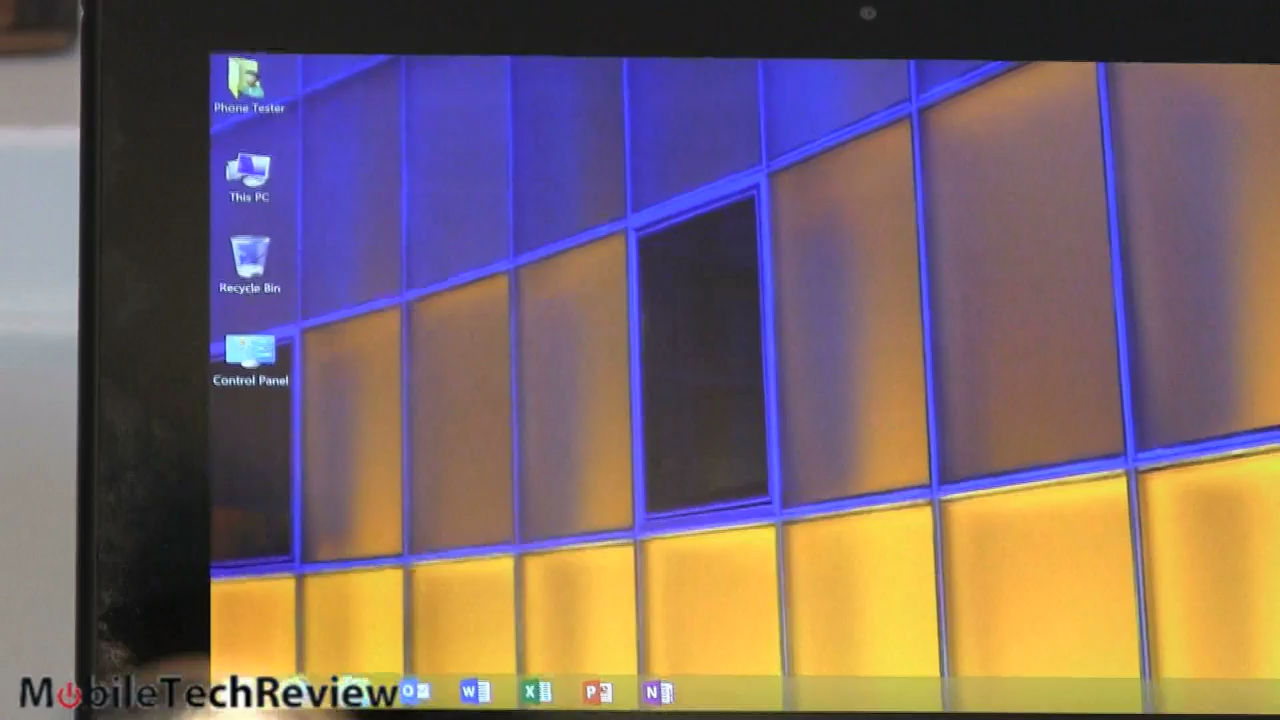 Phone Tester
This PC
Recycle Bin
Control Panel
MobileTechReview
O
W
X
P
N